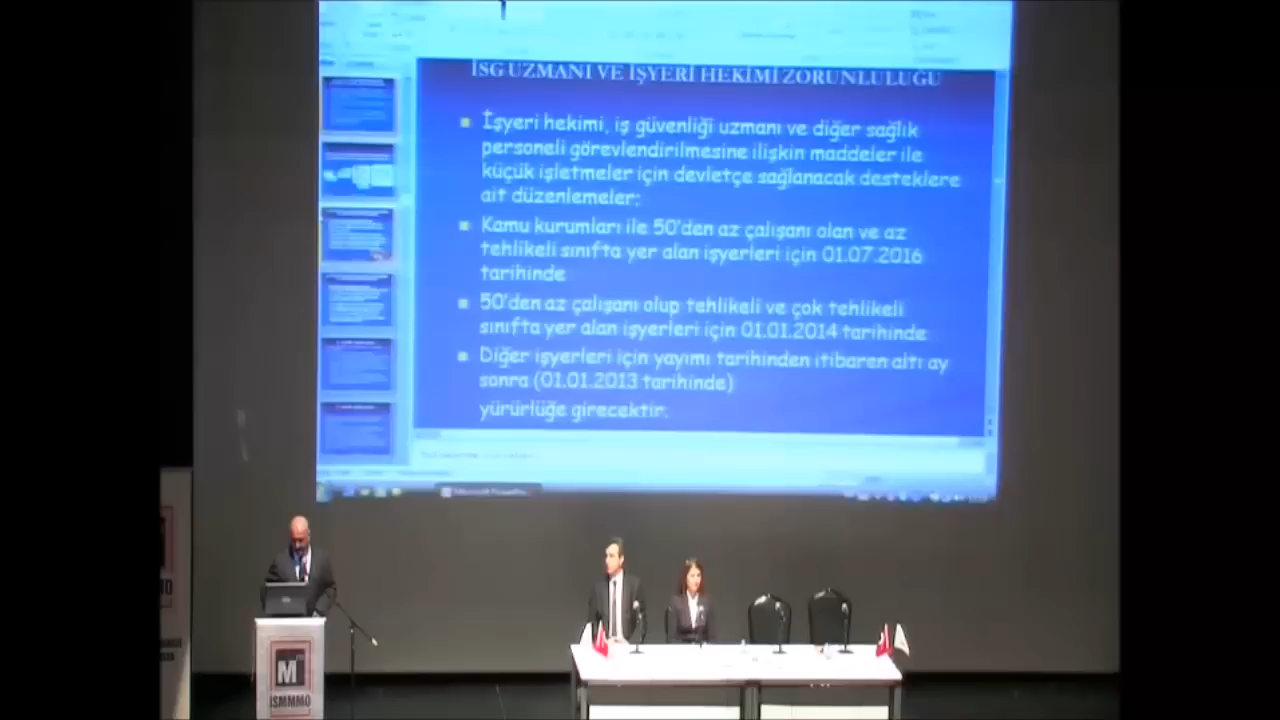 İSG UZMANI VE İŞYERİ HEKİMİ ZORUNLULUĞU
İşyeri hekimi, iş güvenliği uzmanı ve diğer sağlık
personeli görevlendirilmesine ilişkin maddeler ile
küçük işletmeler için devletçe sağlanacak desteklere
ait düzenlemeler;
Kamu kurumları ile 50'den az çalışanı olan ve az
tehlikeli sınıfta yer alan işyerleri için 01.07.2016
tarihinde
50'den az çalışanı olup tehlikeli ve çok tehlikeli
sınıfta yer alan işyerleri için 01.01.2014 tarihinde
Diğer işyerleri için yayımı tarihinden itibaren altı ay
sonra (01.01.2013 tarihinde)
yürürlüğe girecektir.
M
İSMMMO